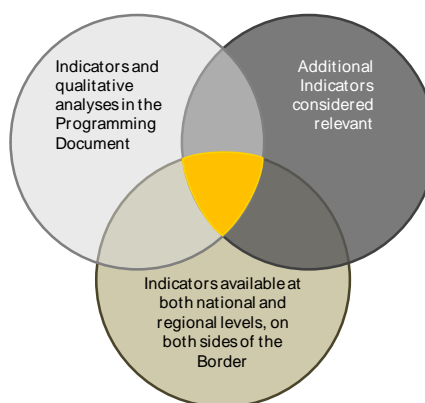 Indicators and
qualitative
analyses in the
Programming
Document
Additional
Indicators
considered
relevant
Indicators available at
both national and
regional levels, on
both sides of the
Border